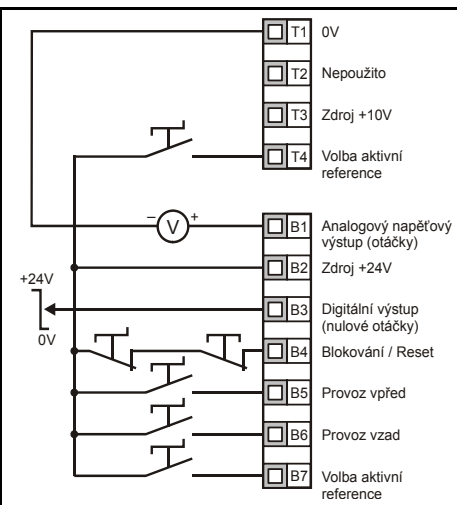 T1 0V
T2 Nepoužito
T3 Zdroj +10V
T4 Volba aktivní
reference
– V +
B1 Analogový napěťový
výstup (otáčky)
B2 Zdroj +24V
+24V
0V
B3 Digitální výstup
(nulové otáčky)
B4 Blokování / Reset
B5 Provoz vpřed
B6 Provoz vzad
B7 Volba aktivní
reference